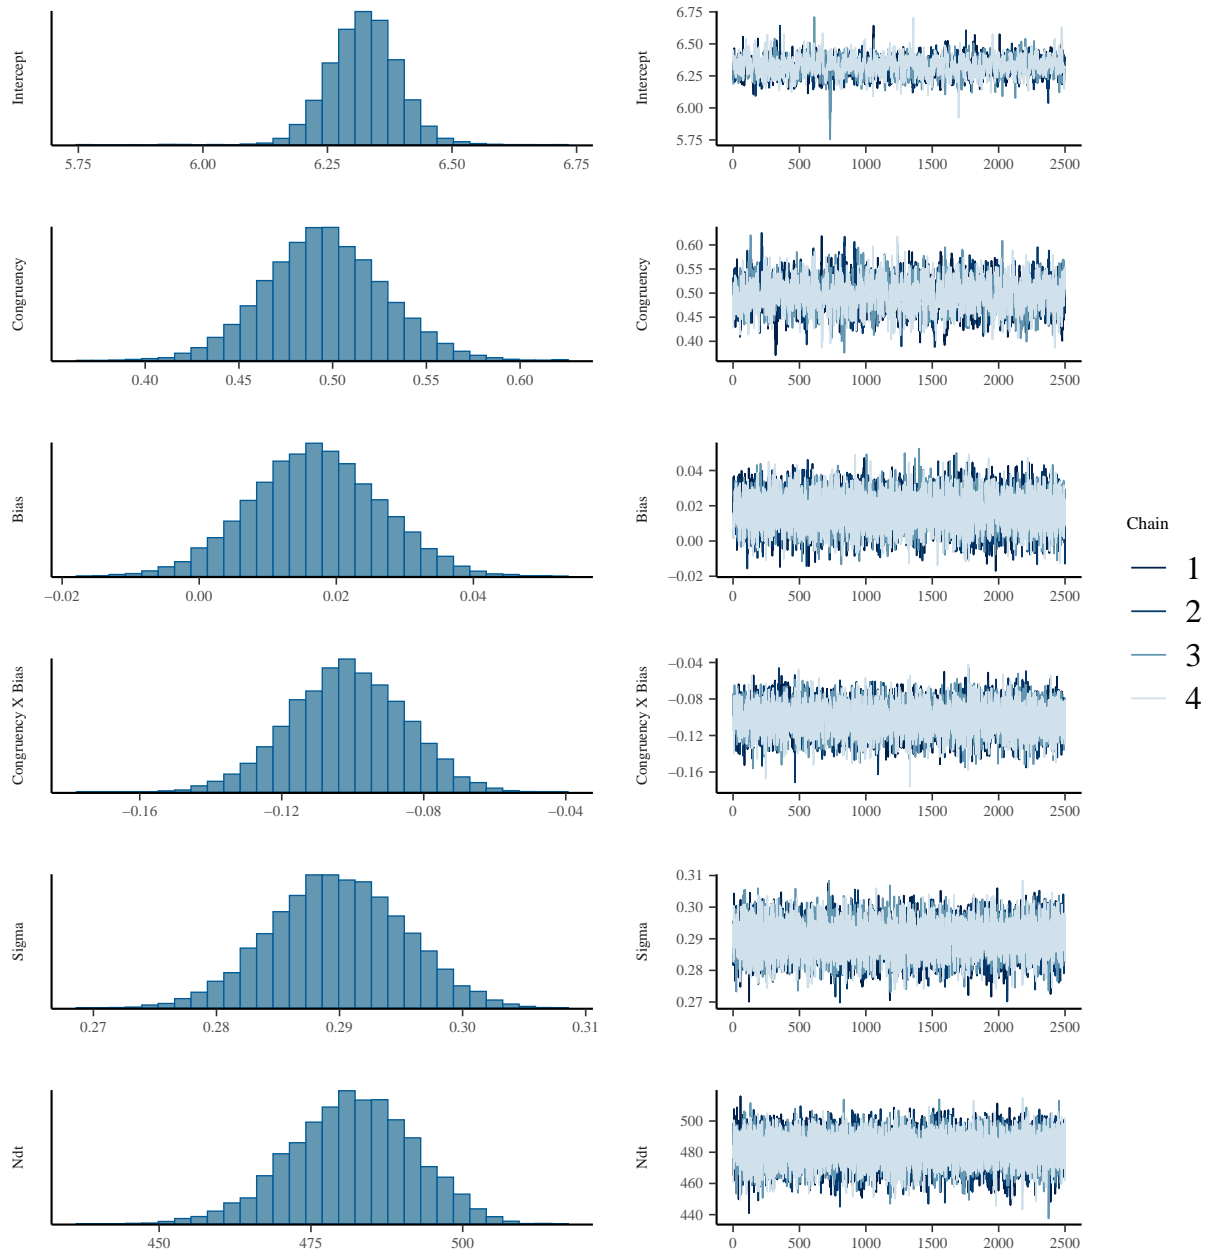 Intercept
5.75 6.00 6.25 6.50 6.75
Intercept
6.75
6.50
6.25
6.00
5.75
0 500 1000 1500 2000 2500
Congruency
0.40 0.45 0.50 0.55 0.60
Congruency
0.60
0.55
0.50
0.45
0.40
0 500 1000 1500 2000 2500
Bias
−0.02 0.00 0.02 0.04
Bias
0.04
0.02
0.00
−0.02
0 500 1000 1500 2000 2500
Congruency X Bias
−0.16 −0.12 −0.08 −0.04
Congruency X Bias
−0.04
−0.08
−0.12
−0.16
0 500 1000 1500 2000 2500
Sigma
0.27 0.28 0.29 0.30 0.31
Sigma
0.31
0.30
0.29
0.28
0.27
0 500 1000 1500 2000 2500
Ndt
450 475 500
Ndt
500
480
460
440
0 500 1000 1500 2000 2500
Chain
1
2
3
4